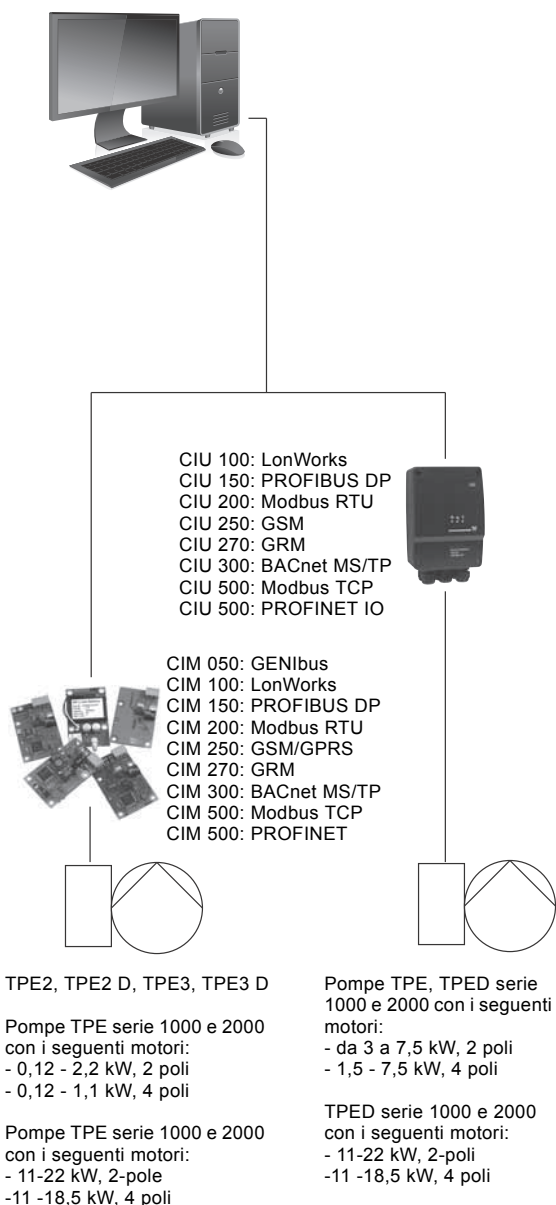 CIU 100: LonWorks
CIU 150: PROFIBUS DP
CIU 200: Modbus RTU
CIU 250: GSM
CIU 270: GRM
CIU 300: BACnet MS/TP
CIU 500: Modbus TCP
CIU 500: PROFINET IO
CIM 050: GENIbus
CIM 100: LonWorks
CIM 150: PROFIBUS DP
CIM 200: Modbus RTU
CIM 250: GSM/GPRS
CIM 270: GRM
CIM 300: BACnet MS/TP
CIM 500: Modbus TCP
CIM 500: PROFINET
TPE2, TPE2 D, TPE3, TPE3 D
Pompe TPE serie 1000 e 2000
con i seguenti motori:
- 0,12 - 2,2 kW, 2 poli
- 0,12 - 1,1 kW, 4 poli
Pompe TPE serie 1000 e 2000
con i seguenti motori:
- 11-22 kW, 2-pole
-11 -18,5 kW, 4 poli
Pompe TPE, TPED serie
1000 e 2000 con i seguenti
motori:
- da 3 a 7,5 kW, 2 poli
- 1,5 - 7,5 kW, 4 poli
TPED serie 1000 e 2000
con i seguenti motori:
- 11-22 kW, 2-poli
-11 -18,5 kW, 4 poli